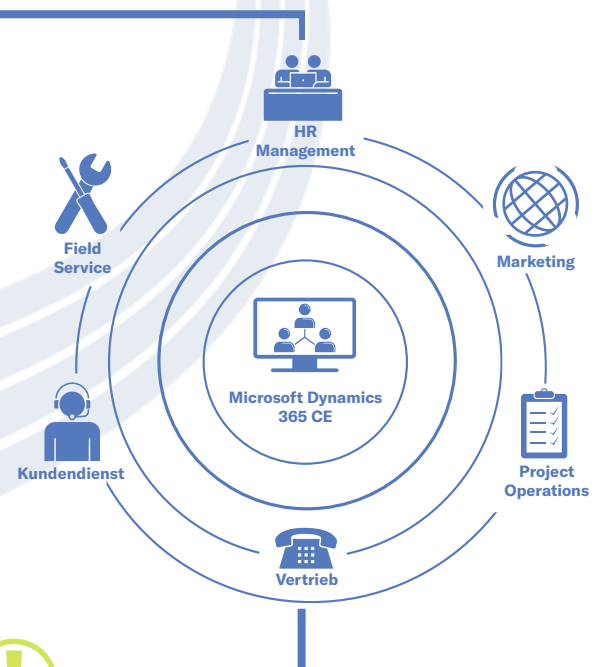 HR
Management
Field
Service
Marketing
Microsoft Dynamics
365 CE
Kundendienst
Project
Operations
Vertrieb